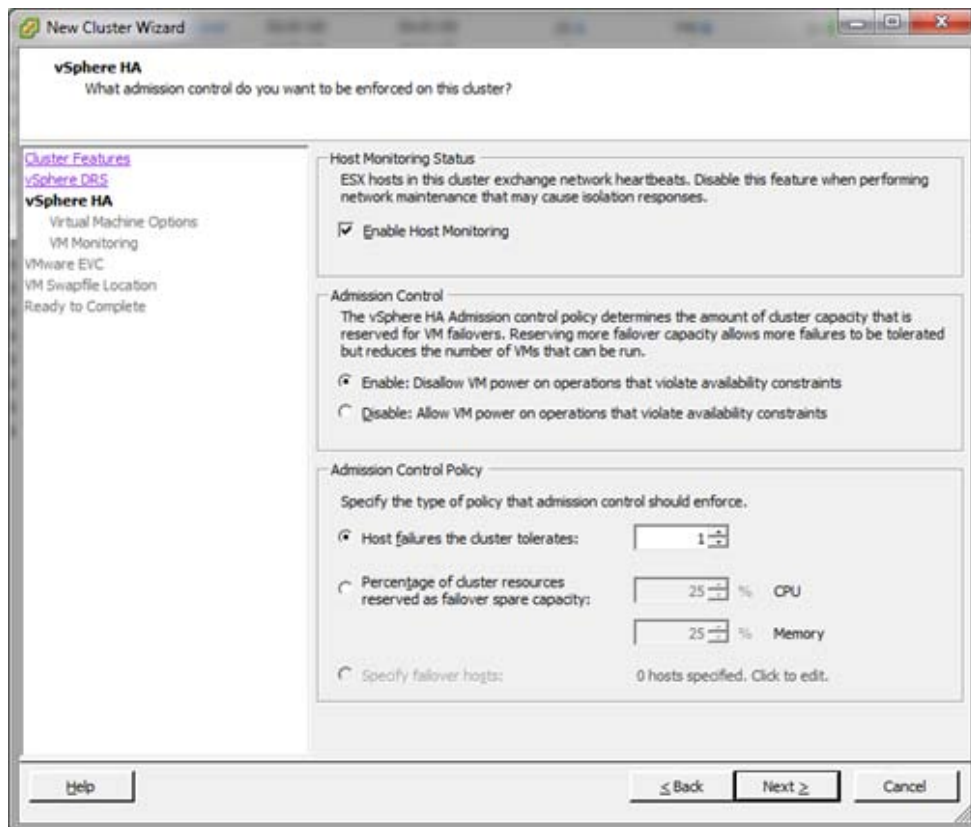 New Cluster Wizard
vSphere HA
What admission control do you want to be enforced on this cluster?
Cluster Features
vSphere DRS
vSphere HA
Virtual Machine Options
VM Monitoring
VMware EVC
VM Swapfile Location
Ready to Complete
Host Monitoring Status
ESX hosts in this cluster exchange network heartbeats. Disable this feature when performing
network maintenance that may cause isolation responses.
Enable Host Monitoring
Admission Control
The vSphere HA Admission control policy determines the amount of cluster capacity that is
reserved for VM failovers. Reserving more failover capacity allows more failures to be tolerated
but reduces the number of VMs that can be run.
Enable: Disallow VM power on operations that violate availability constraints
Disable: Allow VM power on operations that violate availability constraints
Admission Control Policy
Specify the type of policy that admission control should enforce.
Host failures the cluster tolerates: 1
Percentage of cluster resources
reserved as failover spare capacity: 25 % CPU
25 % Memory
Specify failover hosts: 0 hosts specified. Click to edit.
Help < Back Next > Cancel